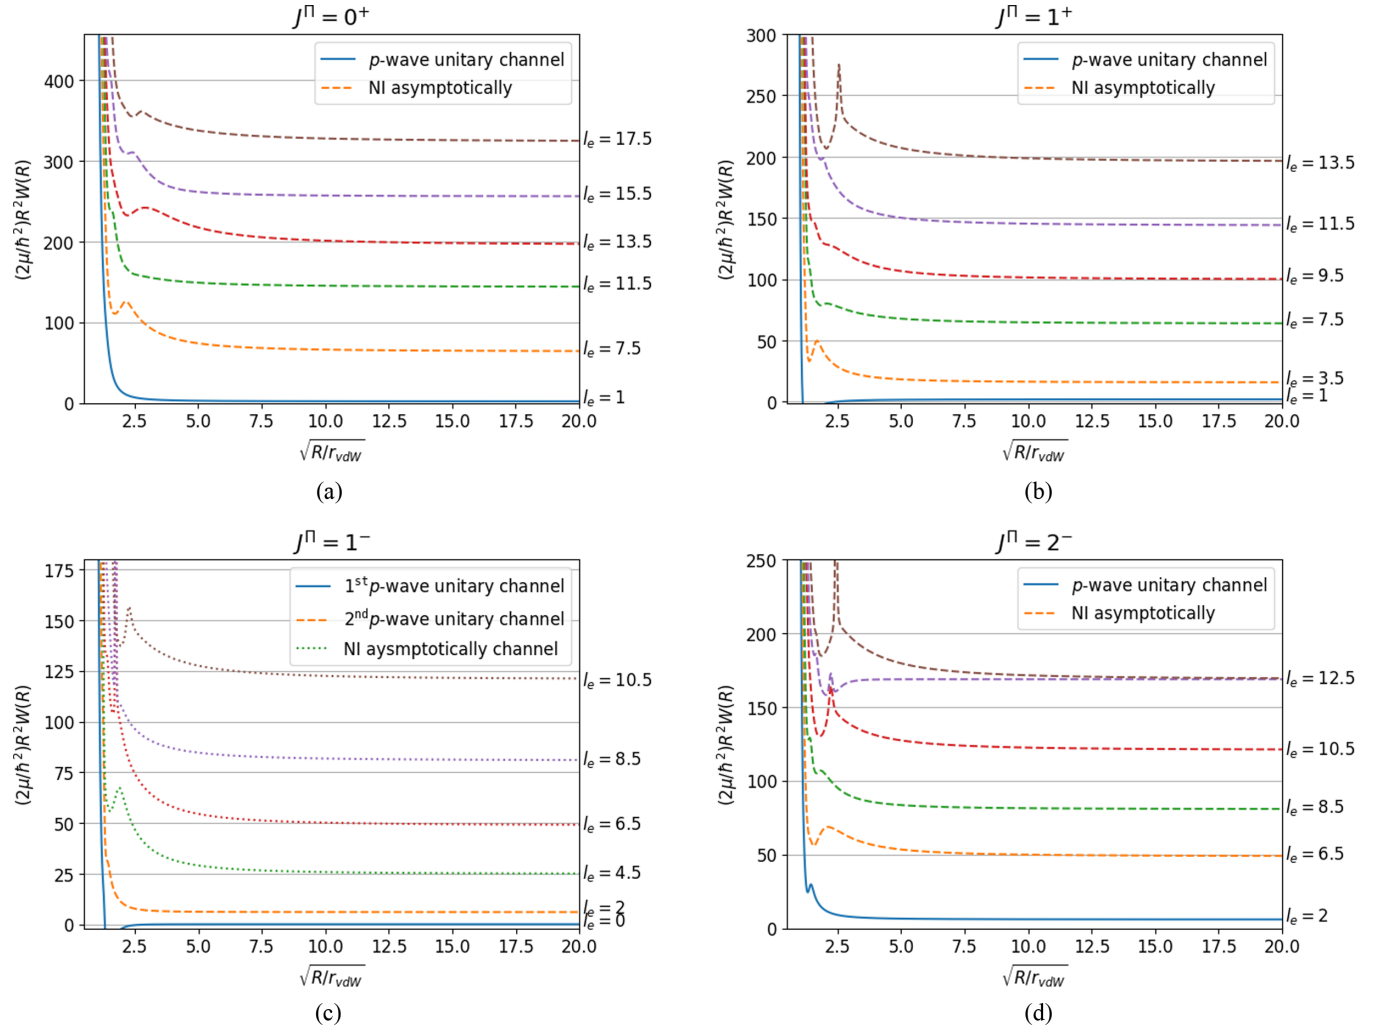 J^Π = 0⁺
(2μ/ħ²)R²W(R)
400
300
200
100
0
p-wave unitary channel
NI asymptotically
l_e = 17.5
l_e = 15.5
l_e = 13.5
l_e = 11.5
l_e = 7.5
l_e = 1
2.5 5.0 7.5 10.0 12.5 15.0 17.5 20.0
√R/r_vdW
(a)
J^Π = 1⁺
(2μ/ħ²)R²W(R)
300
250
200
150
100
50
0
p-wave unitary channel
NI asymptotically
l_e = 13.5
l_e = 11.5
l_e = 9.5
l_e = 7.5
l_e = 3.5
l_e = 1
2.5 5.0 7.5 10.0 12.5 15.0 17.5 20.0
√R/r_vdW
(b)
J^Π = 1⁻
(2μ/ħ²)R²W(R)
175
150
125
100
75
50
25
0
1st p-wave unitary channel
2nd p-wave unitary channel
NI aysmptotically channel
l_e = 10.5
l_e = 8.5
l_e = 6.5
l_e = 4.5
l_e = 2
l_e = 0
2.5 5.0 7.5 10.0 12.5 15.0 17.5 20.0
√R/r_vdW
(c)
J^Π = 2⁻
(2μ/ħ²)R²W(R)
250
200
150
100
50
0
p-wave unitary channel
NI asymptotically
l_e = 12.5
l_e = 10.5
l_e = 8.5
l_e = 6.5
l_e = 2
2.5 5.0 7.5 10.0 12.5 15.0 17.5 20.0
√R/r_vdW
(d)